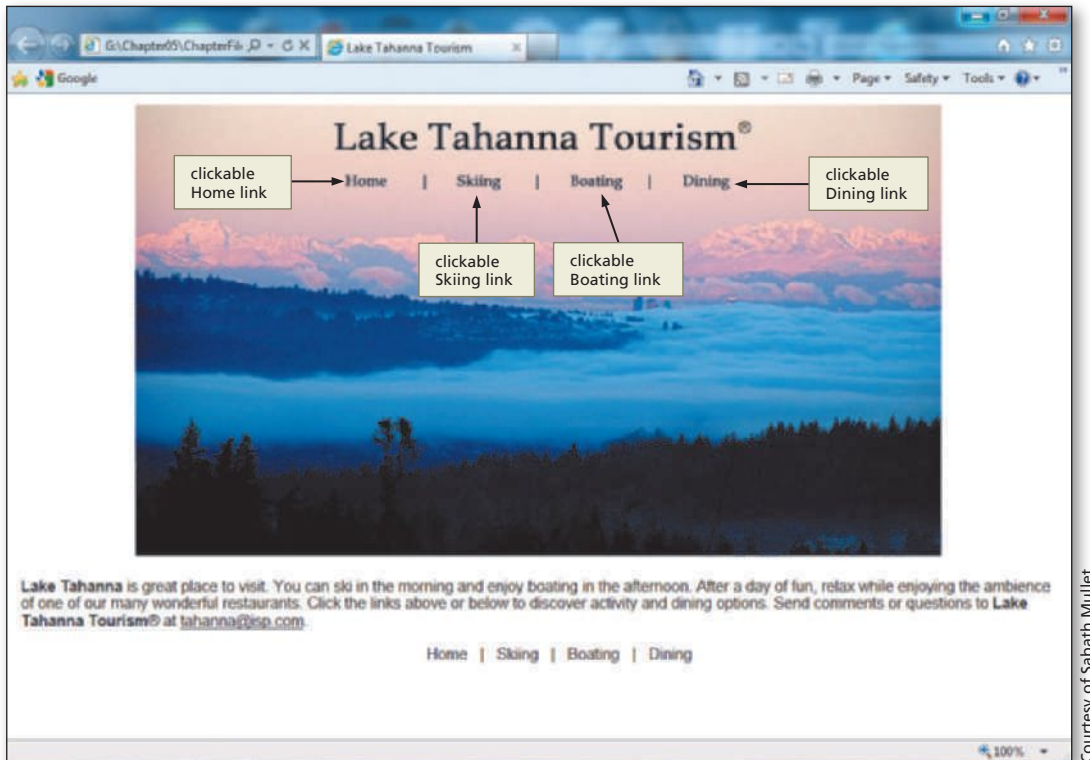 G:\Chapter05\ChapterFil
Lake Tahanna Tourism
Google
Page
Safety
Tools
Lake Tahanna Tourism®
clickable
Home link
Home | Skiing | Boating | Dining
clickable
Dining link
clickable
Skiing link
clickable
Boating link
Lake Tahanna is great place to visit. You can ski in the morning and enjoy boating in the afternoon. After a day of fun, relax while enjoying the ambience
of one of our many wonderful restaurants. Click the links above or below to discover activity and dining options. Send comments or questions to Lake
Tahanna Tourism® at tahanna@isp.com.
Home | Skiing | Boating | Dining
100%
Courtesy of Sabath Mullet